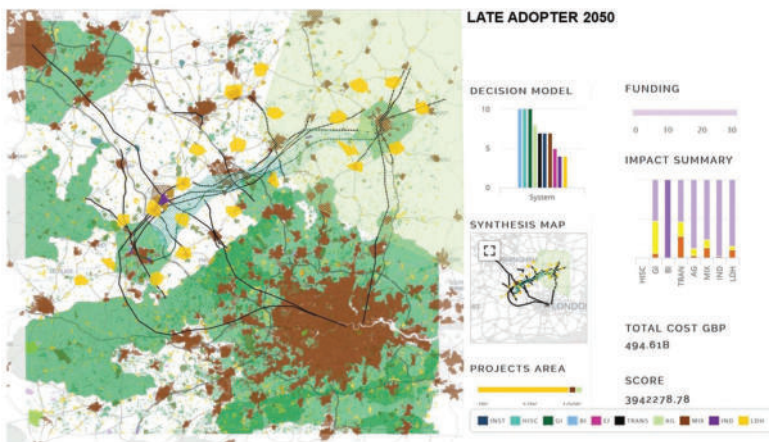 LATE ADOPTER 2050
DECISION MODEL
10
5
0
System
FUNDING
0 10 20 30
IMPACT SUMMARY
HISC
GI
BI
TRAN
AG
MIX
IND
LDH
SYNTHESIS MAP
LONDON
PROJECTS AREA
TOTAL COST GBP
494.61B
SCORE
3942278.78
INST HISC GI BI EI TRANS AG MIX IND LDH